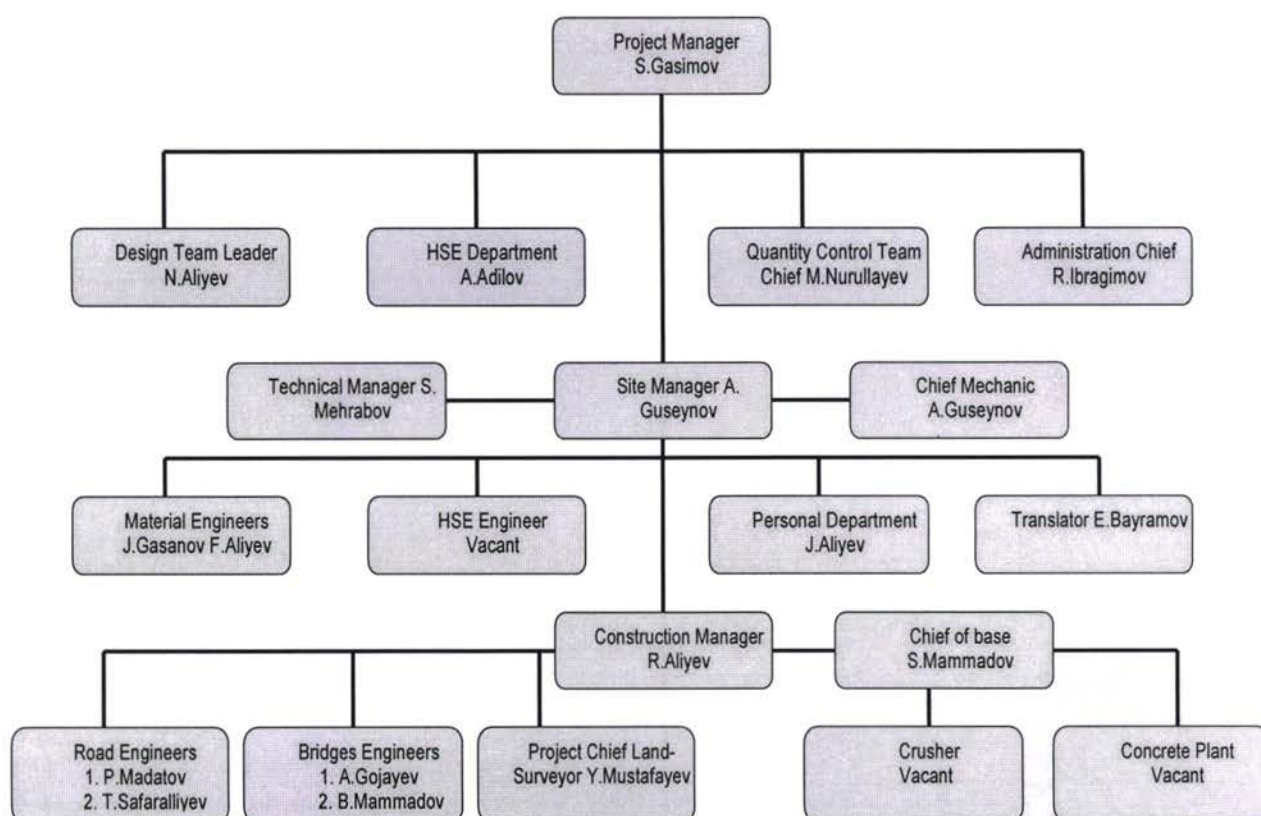 Project Manager
S.Gasimov
Design Team Leader
N.Aliyev
HSE Department
A.Adilov
Quantity Control Team
Chief M.Nurullayev
Administration Chief
R.Ibragimov
Technical Manager S.
Mehrabov
Site Manager A.
Guseynov
Chief Mechanic
A.Guseynov
Material Engineers
J.Gasanov F.Aliyev
HSE Engineer
Vacant
Personal Department
J.Aliyev
Translator E.Bayramov
Construction Manager
R.Aliyev
Chief of base
S.Mammadov
Road Engineers
1. P.Madatov
2. T.Safaralliyev
Bridges Engineers
1. A.Gojayev
2. B.Mammadov
Project Chief Land-
Surveyor Y.Mustafayev
Crusher
Vacant
Concrete Plant
Vacant